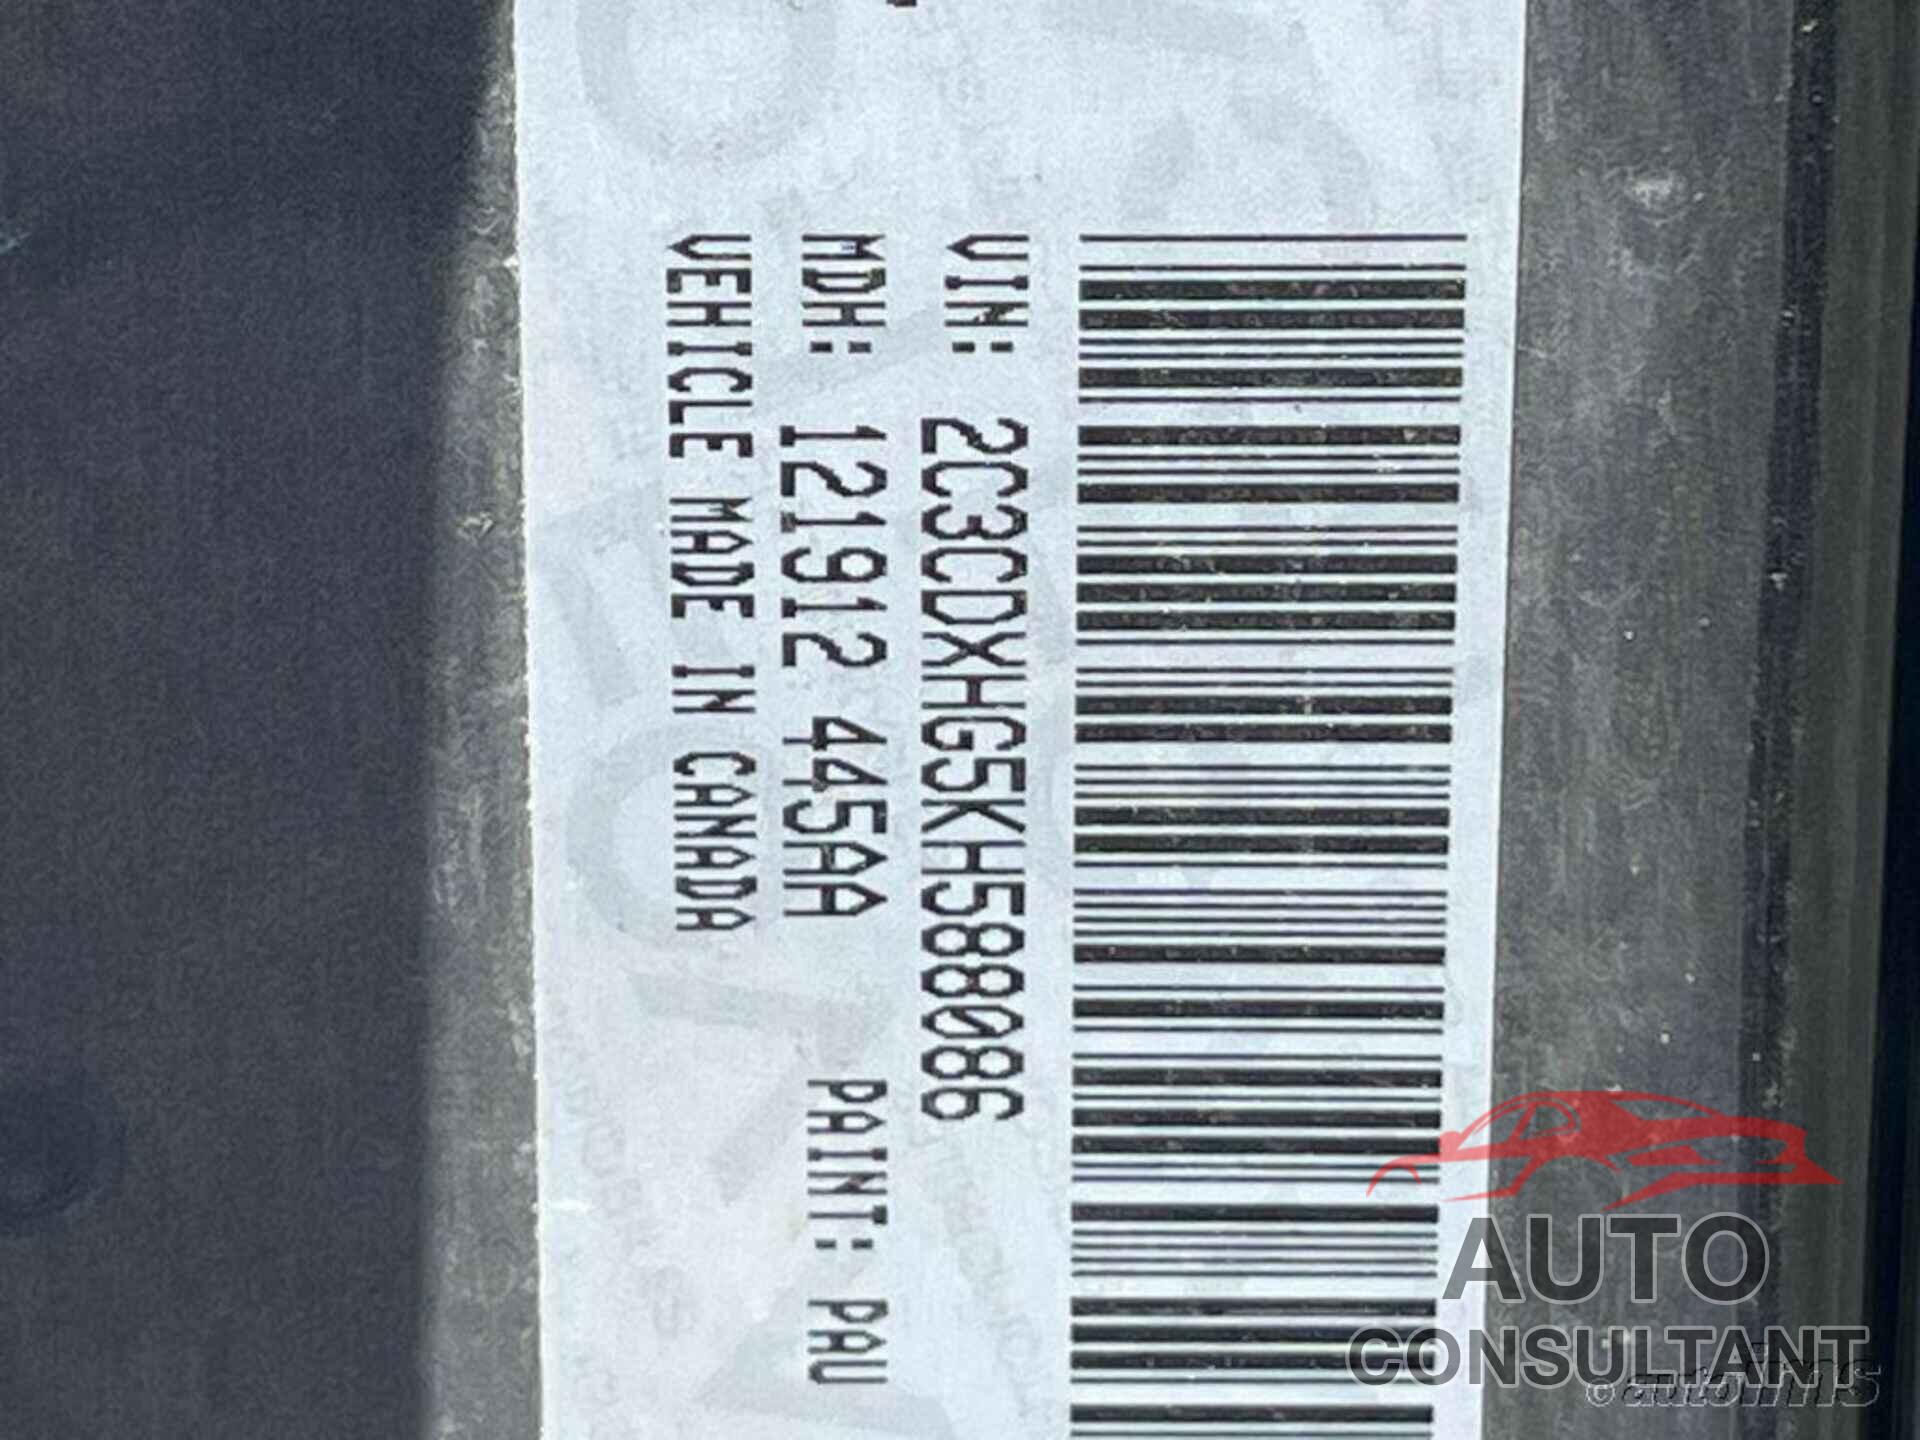 VIN: 2C3CDXHG5KH588086
MDH: 121912 445AA PAINT: PAU
VEHICLE MADE IN CANADA
AUTO
CONSULTANT